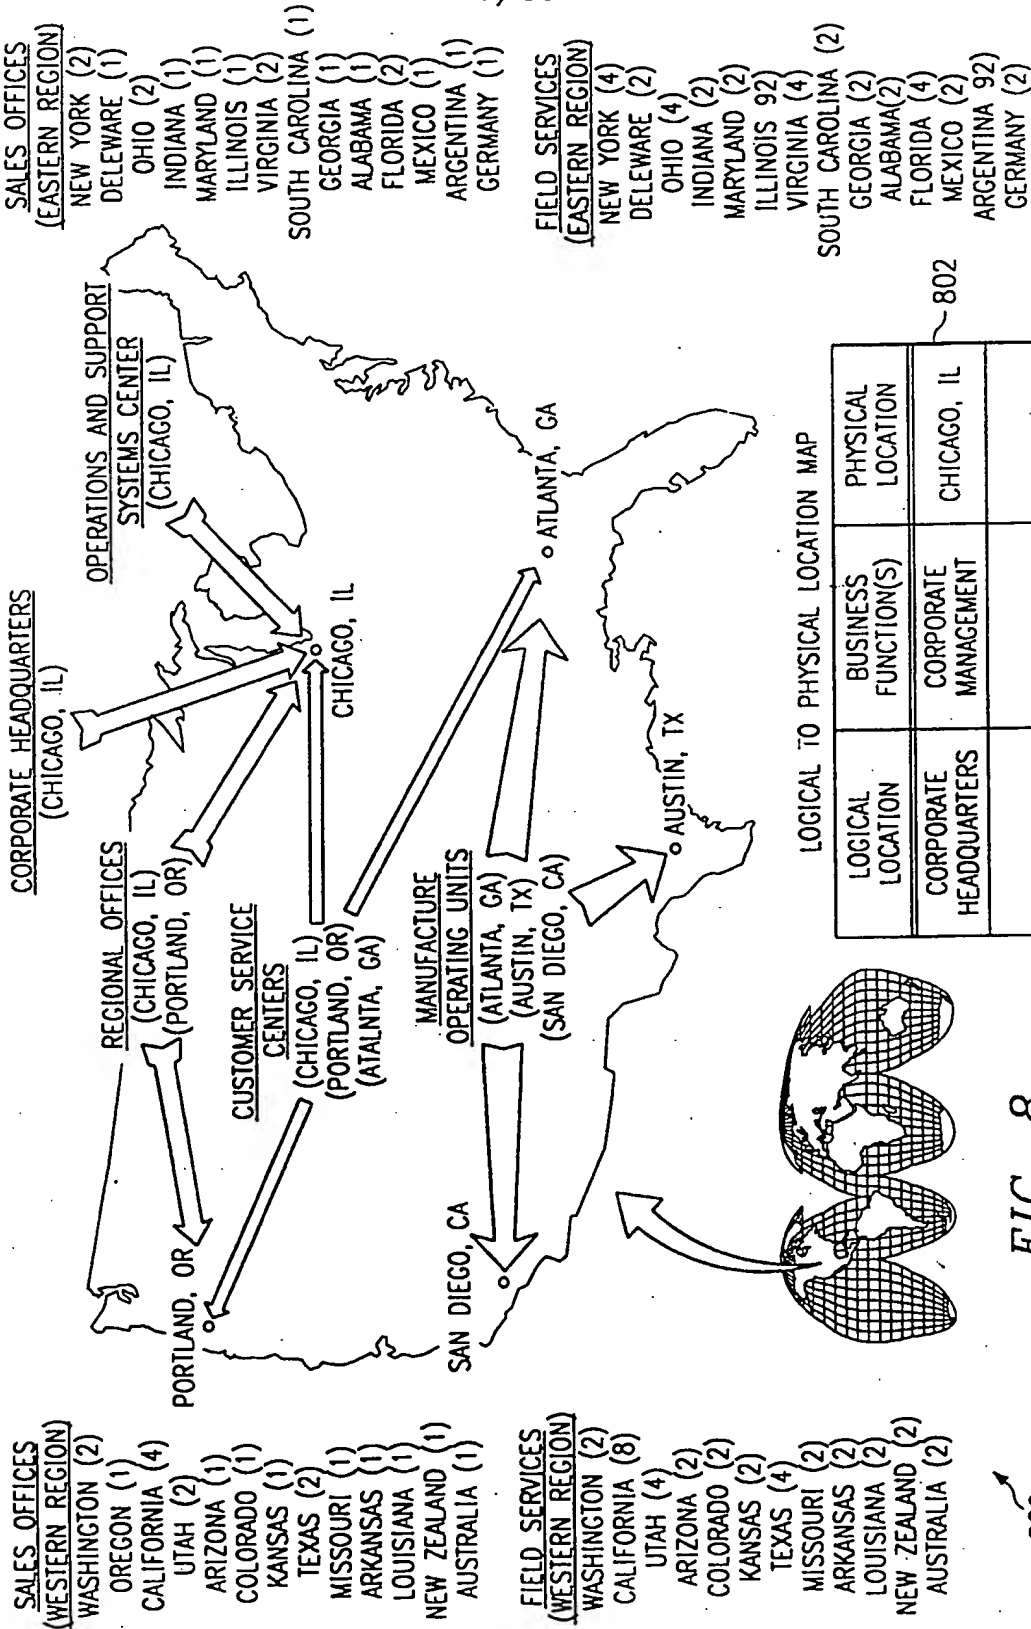 SALES OFFICES
(WESTERN REGION)
WASHINGTON (2)
OREGON (1)
CALIFORNIA (4)
UTAH (2)
ARIZONA (1)
COLORADO (1)
KANSAS (1)
TEXAS (2)
MISSOURI (1)
ARKANSAS (1)
LOUISIANA (1)
NEW ZEALAND (1)
AUSTRALIA (1)
FIELD SERVICES
(WESTERN REGION)
WASHINGTON (2)
CALIFORNIA (8)
UTAH (4)
ARIZONA (2)
COLORADO (2)
KANSAS (2)
TEXAS (4)
MISSOURI (2)
ARKANSAS (2)
LOUISIANA (2)
NEW ZEALAND (2)
AUSTRALIA (2)
CORPORATE HEADQUARTERS
(CHICAGO, IL)
REGIONAL OFFICES
(CHICAGO, IL)
(PORTLAND, OR)
OPERATIONS AND SUPPORT
SYSTEMS CENTER
(CHICAGO, IL)
PORTLAND, OR
CUSTOMER SERVICE
CENTERS
(CHICAGO, IL)
(PORTLAND, OR)
(ATALNTA, GA)
CHICAGO, IL
MANUFACTURE
OPERATING UNITS
(ATLANTA, GA)
(AUSTIN, TX)
(SAN DIEGO, CA)
SAN DIEGO, CA
ATLANTA, GA
AUSTIN, TX
SALES OFFICES
(EASTERN REGION)
NEW YORK (2)
DELEWARE (1)
OHIO (2)
INDIANA (1)
MARYLAND (1)
ILLINOIS (1)
VIRGINIA (2)
SOUTH CAROLINA (1)
GEORGIA (1)
ALABAMA (1)
FLORIDA (2)
MEXICO (1)
ARGENTINA (1)
GERMANY (1)
FIELD SERVICES
(EASTERN REGION)
NEW YORK (4)
DELEWARE (2)
OHIO (4)
INDIANA (2)
MARYLAND (2)
ILLINOIS 92)
VIRGINIA (4)
SOUTH CAROLINA (2)
GEORGIA (2)
ALABAMA(2)
FLORIDA (4)
MEXICO (2)
ARGENTINA 92)
GERMANY (2)
LOGICAL TO PHYSICAL LOCATION MAP
LOGICAL LOCATION
BUSINESS FUNCTION(S)
PHYSICAL LOCATION
CORPORATE HEADQUARTERS
CORPORATE MANAGEMENT
CHICAGO, IL
802
FIG. 8